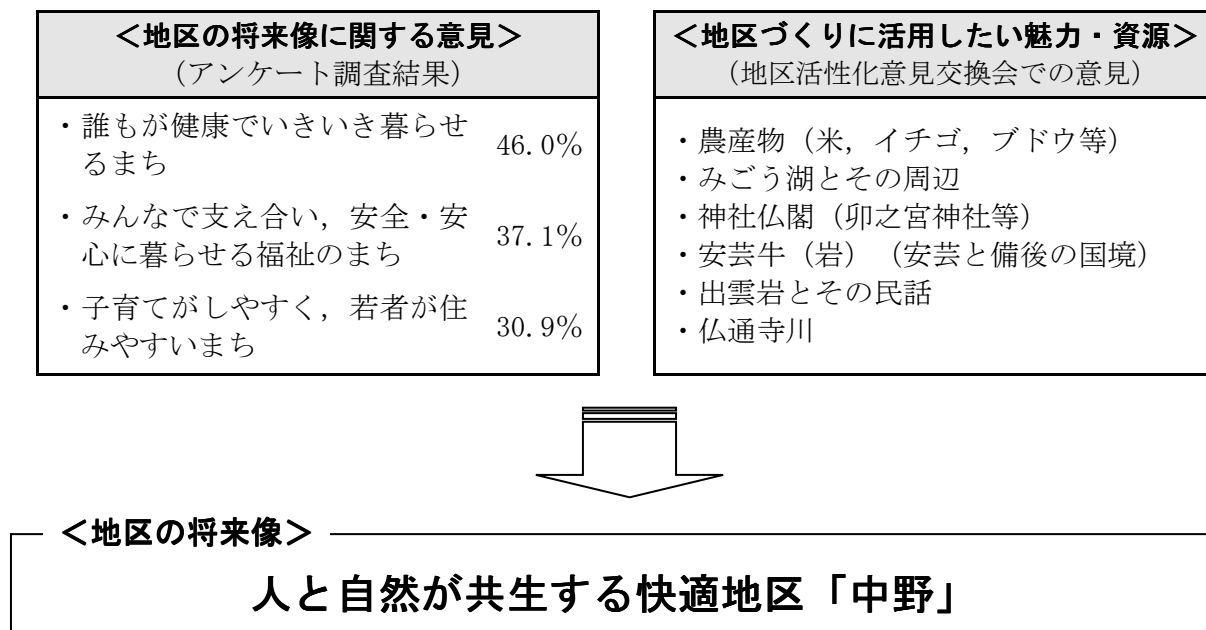 ＜地区の将来像に関する意見＞
（アンケート調査結果）
・誰もが健康でいきいき暮らせ
るまち
46.0%
・みんなで支え合い，安全・安
心に暮らせる福祉のまち
37.1%
・子育てがしやすく，若者が住
みやすいまち
30.9%
＜地区づくりに活用したい魅力・資源＞
（地区活性化意見交換会での意見）
・農産物（米，イチゴ，ブドウ等）
・みごう湖とその周辺
・神社仏閣（卯之宮神社等）
・安芸牛（岩）（安芸と備後の国境）
・出雲岩とその民話
・仏通寺川
＜地区の将来像＞
人と自然が共生する快適地区「中野」